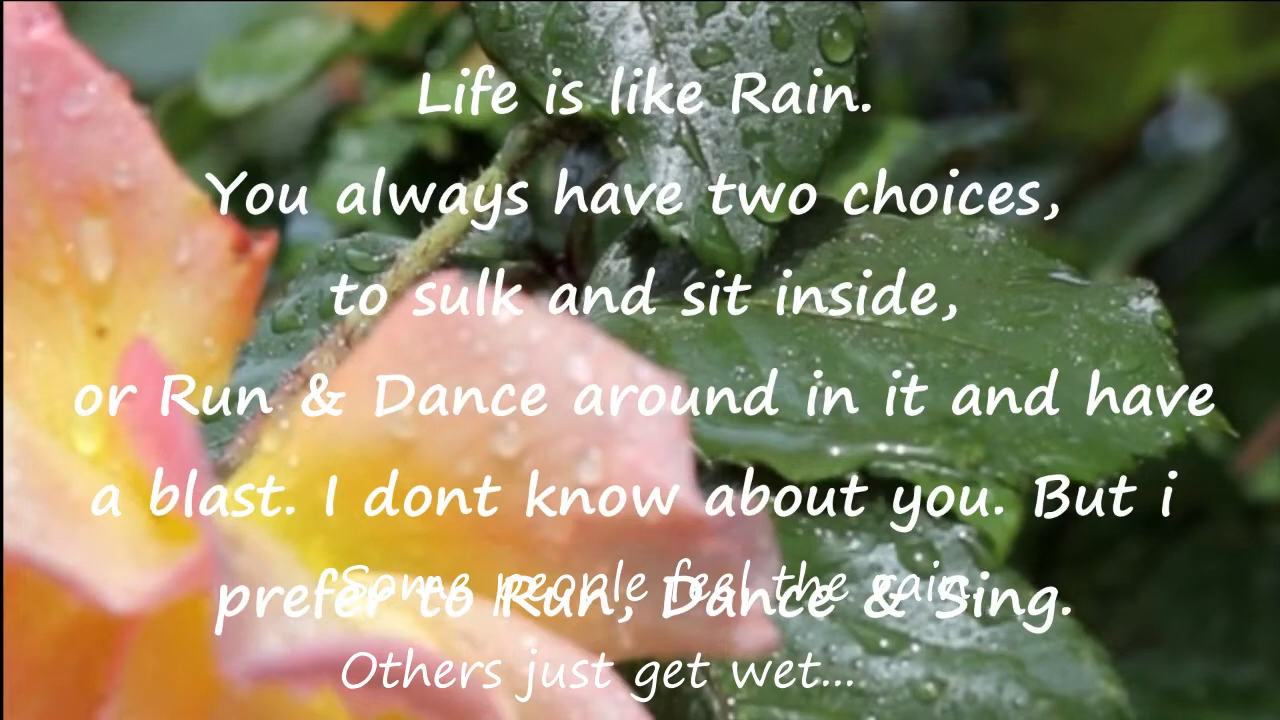 Life is like Rain.
You always have two choices,
to sulk and sit inside,
or Run & Dance around in it and have
a blast. I dont know about you. But i
prefer to Run, Dance & Sing.
Some people feel the rain.
Others just get wet...